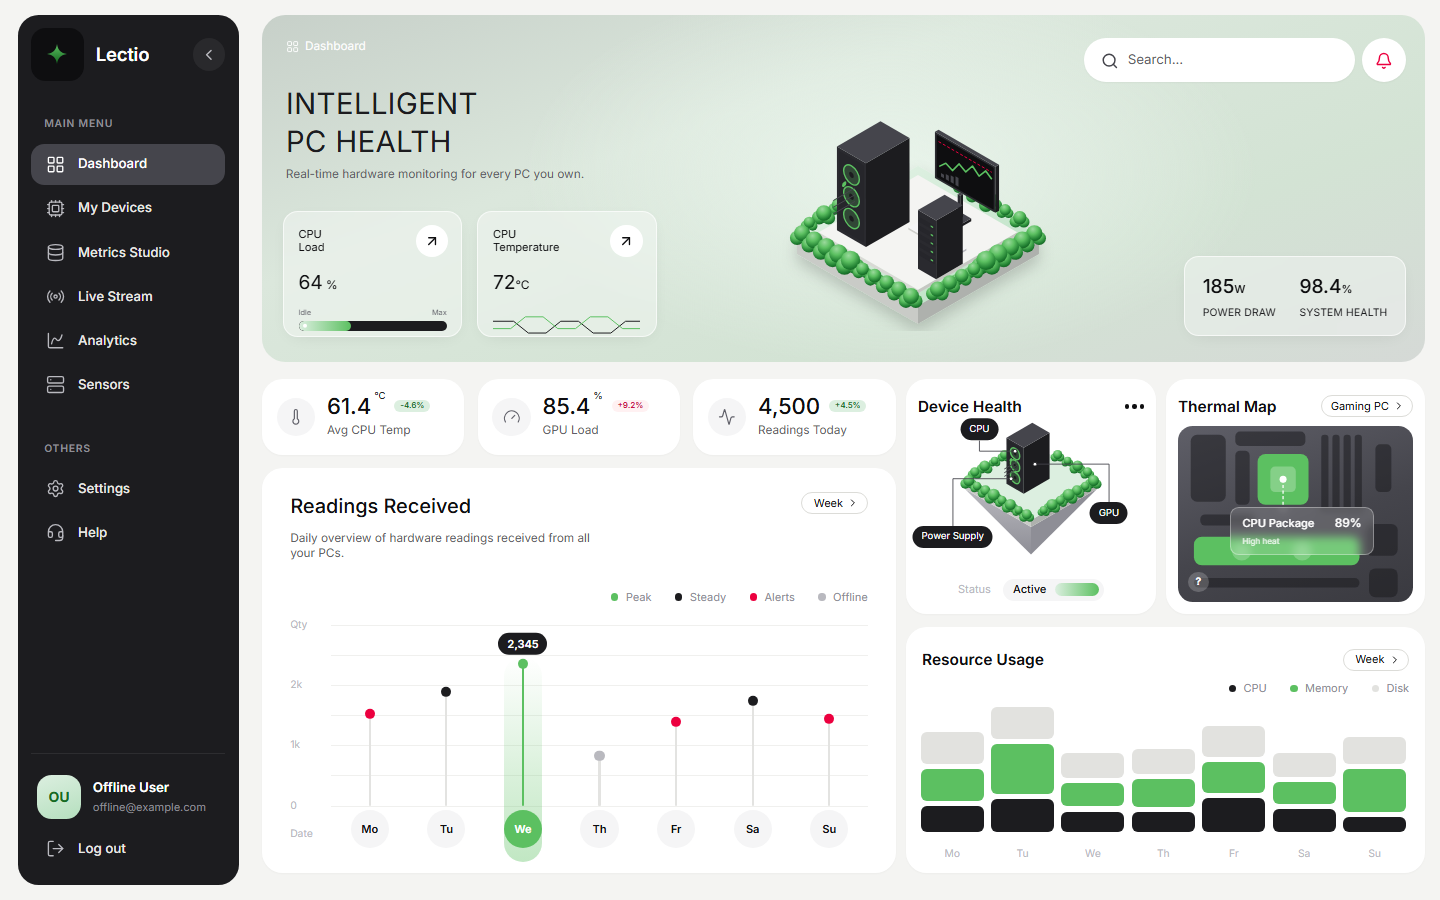 Lectio
MAIN MENU
Dashboard
My Devices
Metrics Studio
Live Stream
Analytics
Sensors
OTHERS
Settings
Help
OU
Offline User
offline@example.com
Log out
Dashboard
Search...
INTELLIGENT
PC HEALTH
Real-time hardware monitoring for every PC you own.
CPU
Load
64 %
Idle
Max
CPU
Temperature
72°C
185W
POWER DRAW
98.4%
SYSTEM HEALTH
61.4 °C
-4.6%
Avg CPU Temp
85.4 %
+9.2%
GPU Load
4,500
+4.5%
Readings Today
Readings Received
Week
Daily overview of hardware readings received from all
your PCs.
Peak
Steady
Alerts
Offline
Qty
2,345
2k
1k
0
Date
Mo
Tu
We
Th
Fr
Sa
Su
Device Health
CPU
GPU
Power Supply
Status
Active
Thermal Map
Gaming PC
CPU Package 89%
High heat
?
Resource Usage
Week
CPU
Memory
Disk
Mo
Tu
We
Th
Fr
Sa
Su